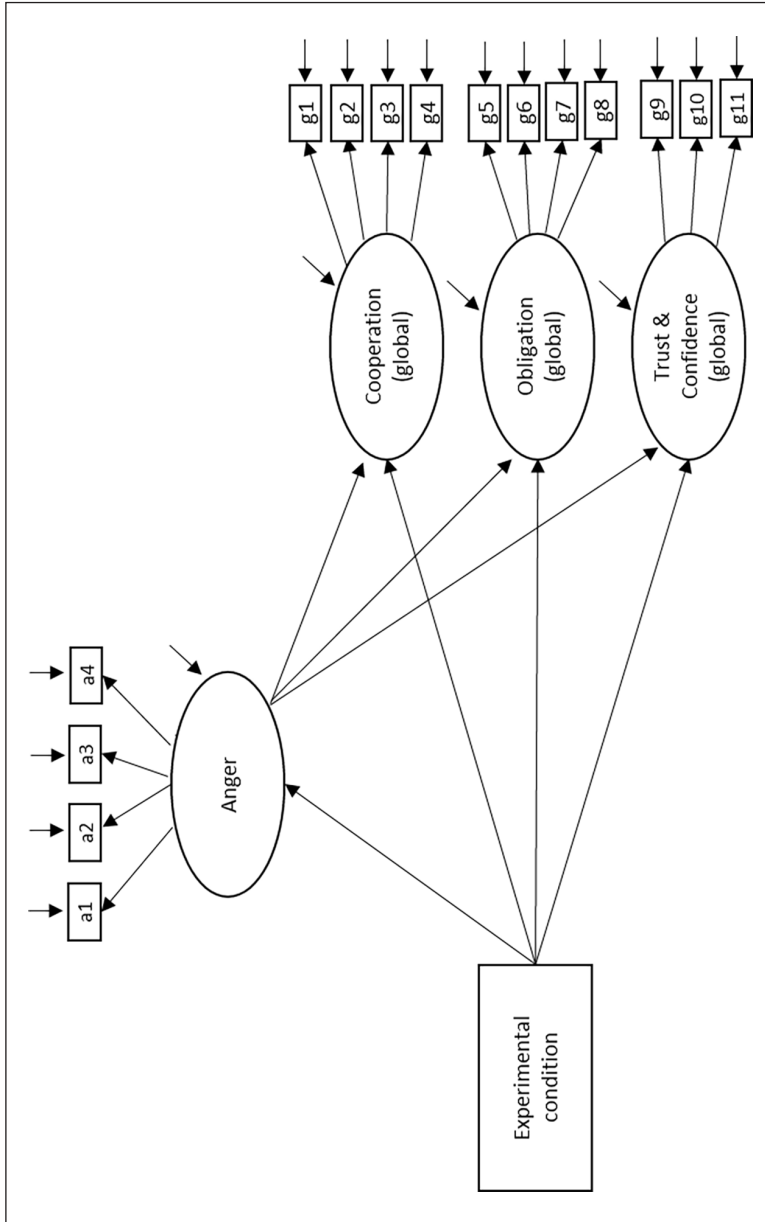 a1
a2
a3
a4
Anger
Experimental
condition
Cooperation
(global)
Obligation
(global)
Trust &
Confidence
(global)
g1
g2
g3
g4
g5
g6
g7
g8
g9
g10
g11